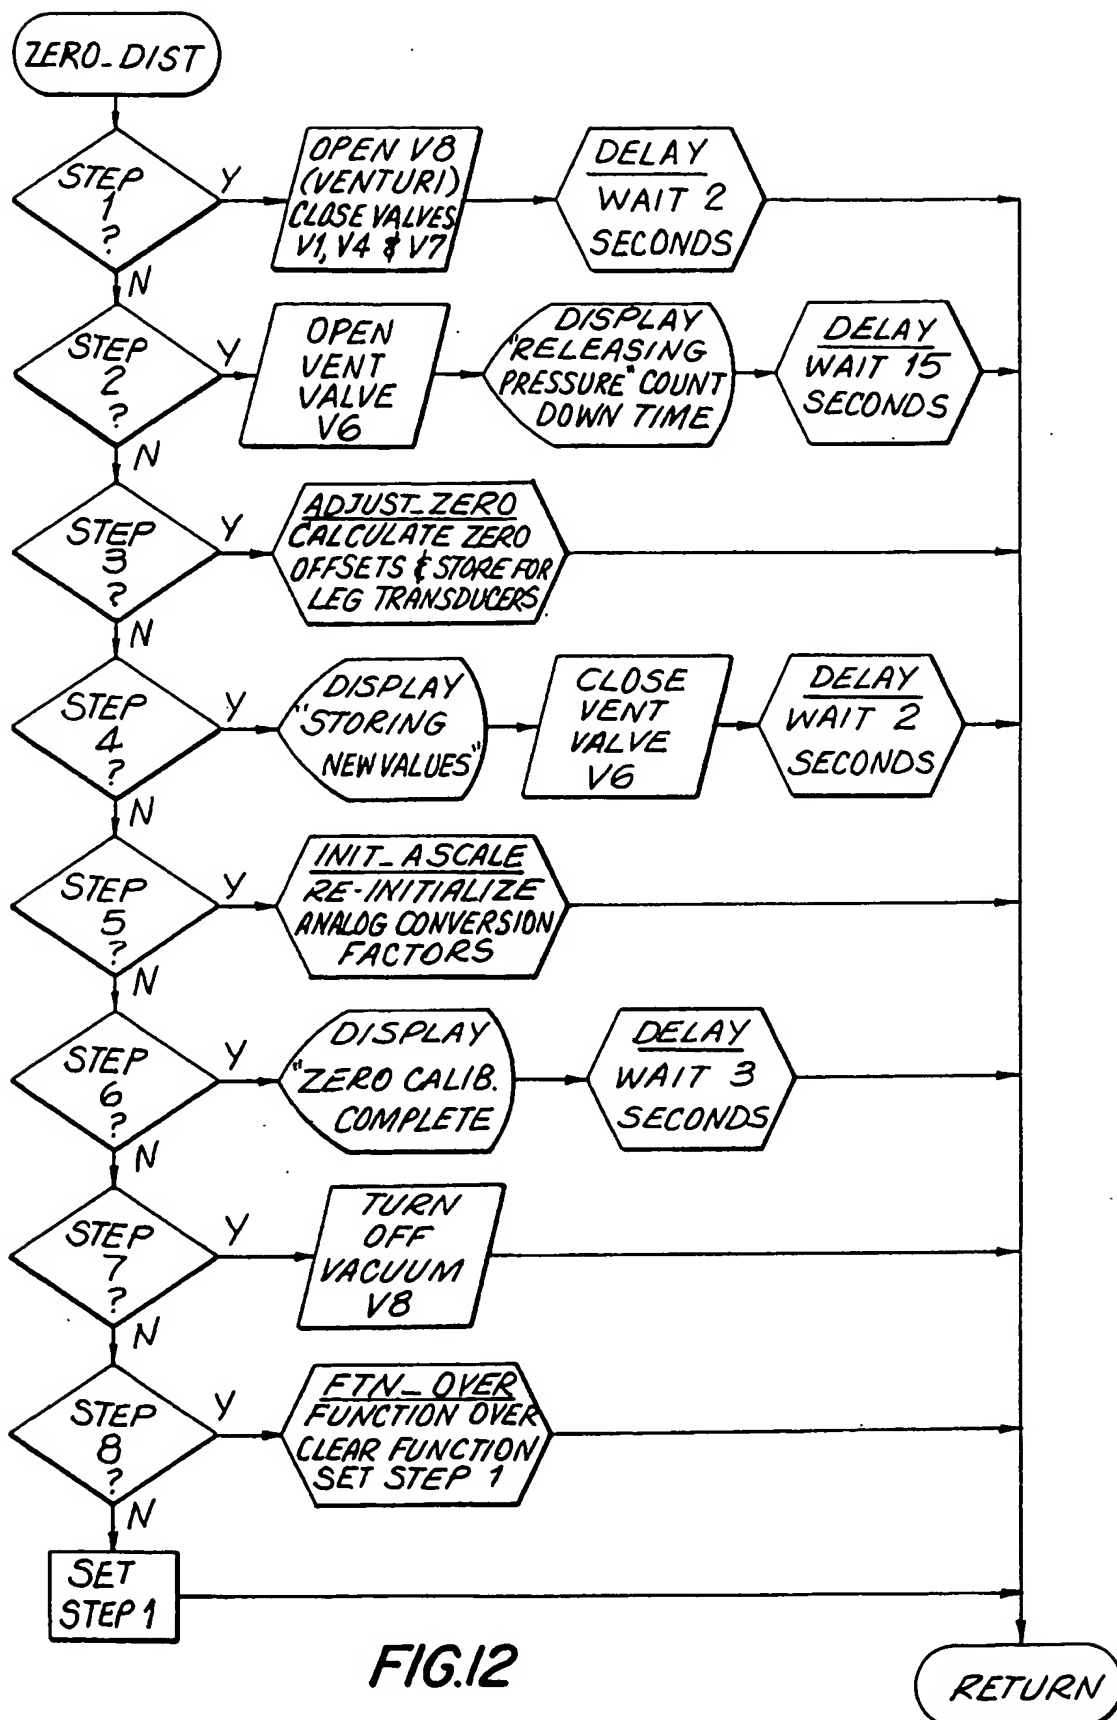 ZERO_DIST
STEP
1
?
Y
N
OPEN V8
(VENTURI)
CLOSE VALVES
V1, V4 & V7
DELAY
WAIT 2
SECONDS
STEP
2
?
Y
N
OPEN
VENT
VALVE
V6
DISPLAY
"RELEASING
PRESSURE" COUNT
DOWN TIME
DELAY
WAIT 15
SECONDS
STEP
3
?
Y
N
ADJUST_ZERO
CALCULATE ZERO
OFFSETS & STORE FOR
LEG TRANSDUCERS
STEP
4
?
Y
N
DISPLAY
"STORING
NEW VALUES"
CLOSE
VENT
VALVE
V6
DELAY
WAIT 2
SECONDS
STEP
5
?
Y
N
INIT_ASCALE
RE-INITIALIZE
ANALOG CONVERSION
FACTORS
STEP
6
?
Y
N
DISPLAY
"ZERO CALIB.
COMPLETE
DELAY
WAIT 3
SECONDS
STEP
7
?
Y
N
TURN
OFF
VACUUM
V8
STEP
8
?
Y
N
FTN_OVER
FUNCTION OVER
CLEAR FUNCTION
SET STEP 1
SET
STEP 1
RETURN
FIG.12